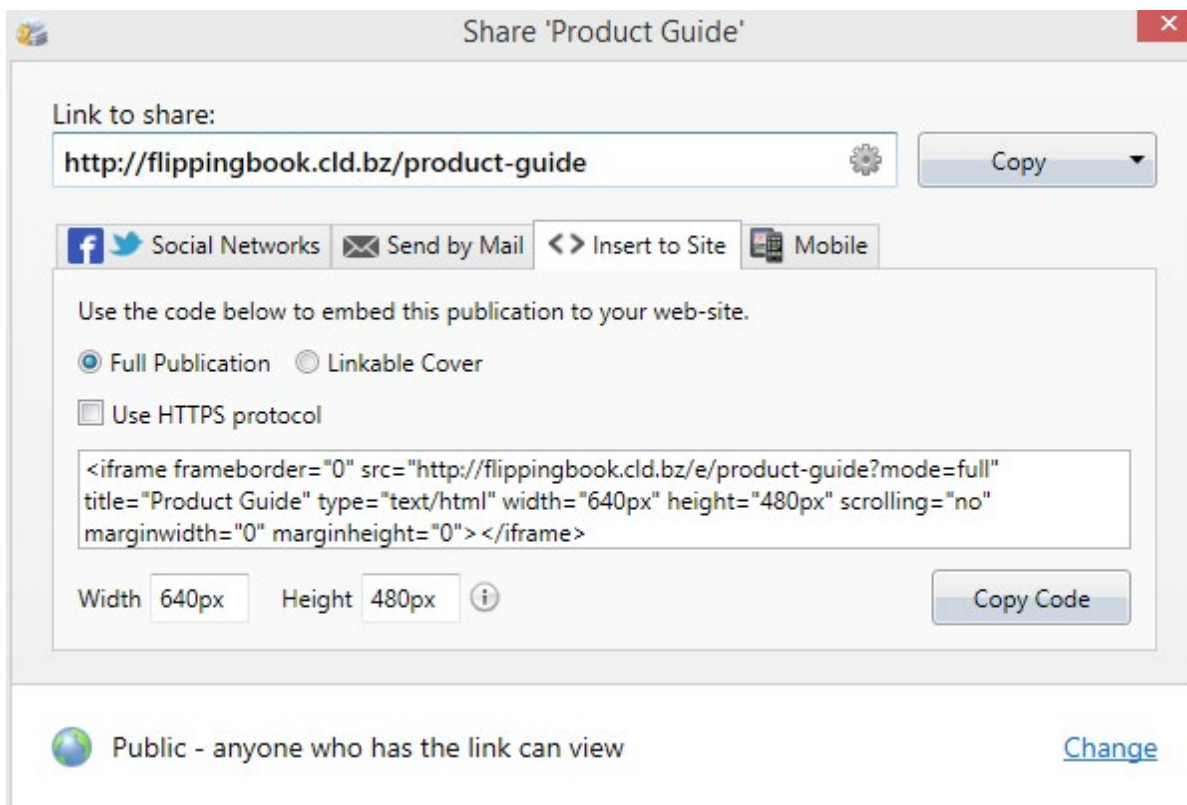 Share 'Product Guide'
Link to share:
http://flippingbook.cld.bz/product-guide
Copy
Social Networks
Send by Mail
<> Insert to Site
Mobile
Use the code below to embed this publication to your web-site.
Full Publication
Linkable Cover
Use HTTPS protocol
<iframe frameborder="0" src="http://flippingbook.cld.bz/e/product-guide?mode=full"
title="Product Guide" type="text/html" width="640px" height="480px" scrolling="no"
marginwidth="0" marginheight="0"></iframe>
Width 640px Height 480px
Copy Code
Public - anyone who has the link can view
Change